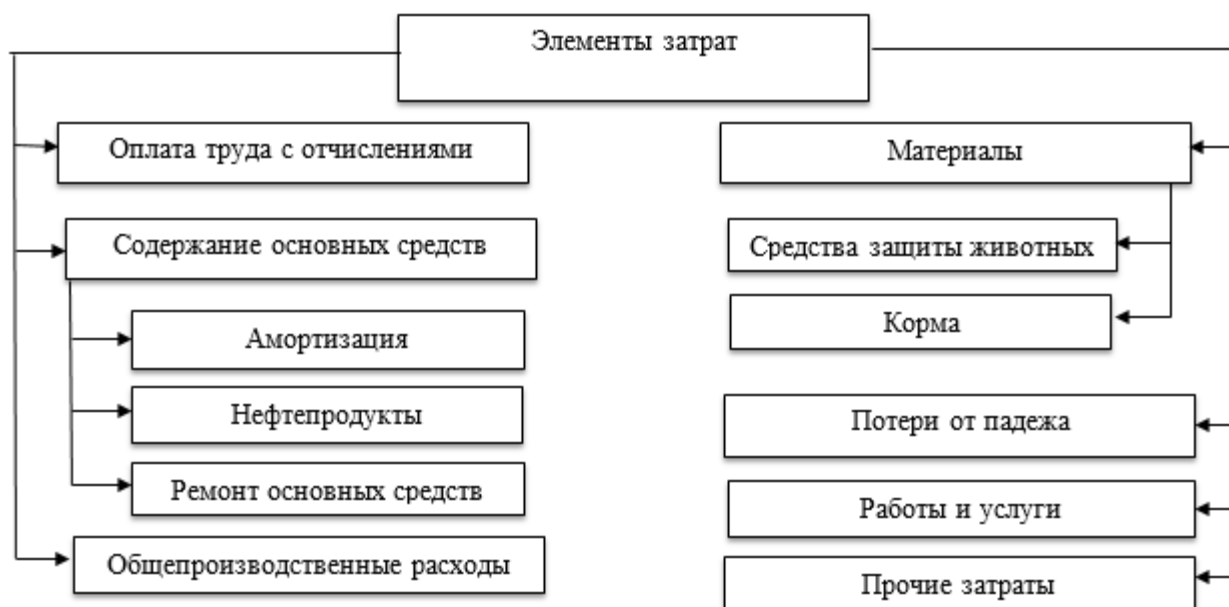 Элементы затрат
Оплата труда с отчислениями
Содержание основных средств
Амортизация
Нефтепродукты
Ремонт основных средств
Общепроизводственные расходы
Материалы
Средства защиты животных
Корма
Потери от падежа
Работы и услуги
Прочие затраты